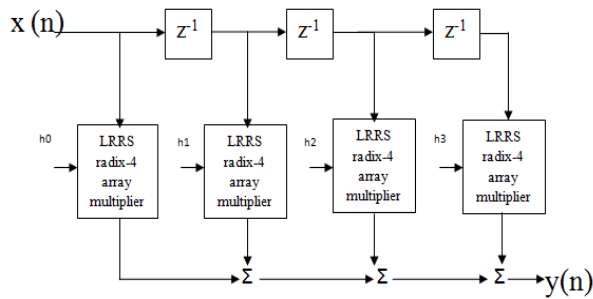 x (n)
Z-1
Z-1
Z-1
h0
LRRS
radix-4
array
multiplier
h1
LRRS
radix-4
array
multiplier
h2
LRRS
radix-4
array
multiplier
h3
LRRS
radix-4
array
multiplier
Σ
Σ
Σ
y(n)